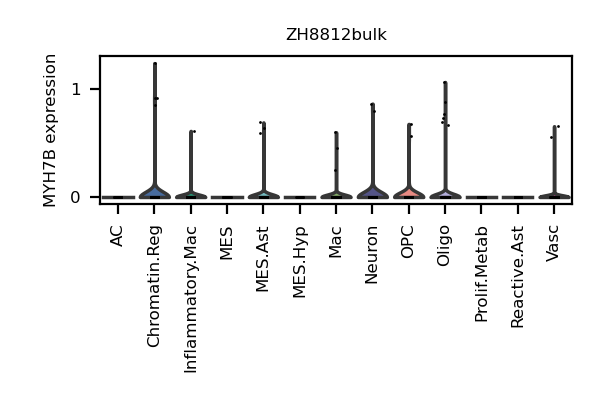 ZH8812bulk
MYH7B expression
1
0
AC
Chromatin.Reg
Inflammatory.Mac
MES
MES.Ast
MES.Hyp
Mac
Neuron
OPC
Oligo
Prolif.Metab
Reactive.Ast
Vasc